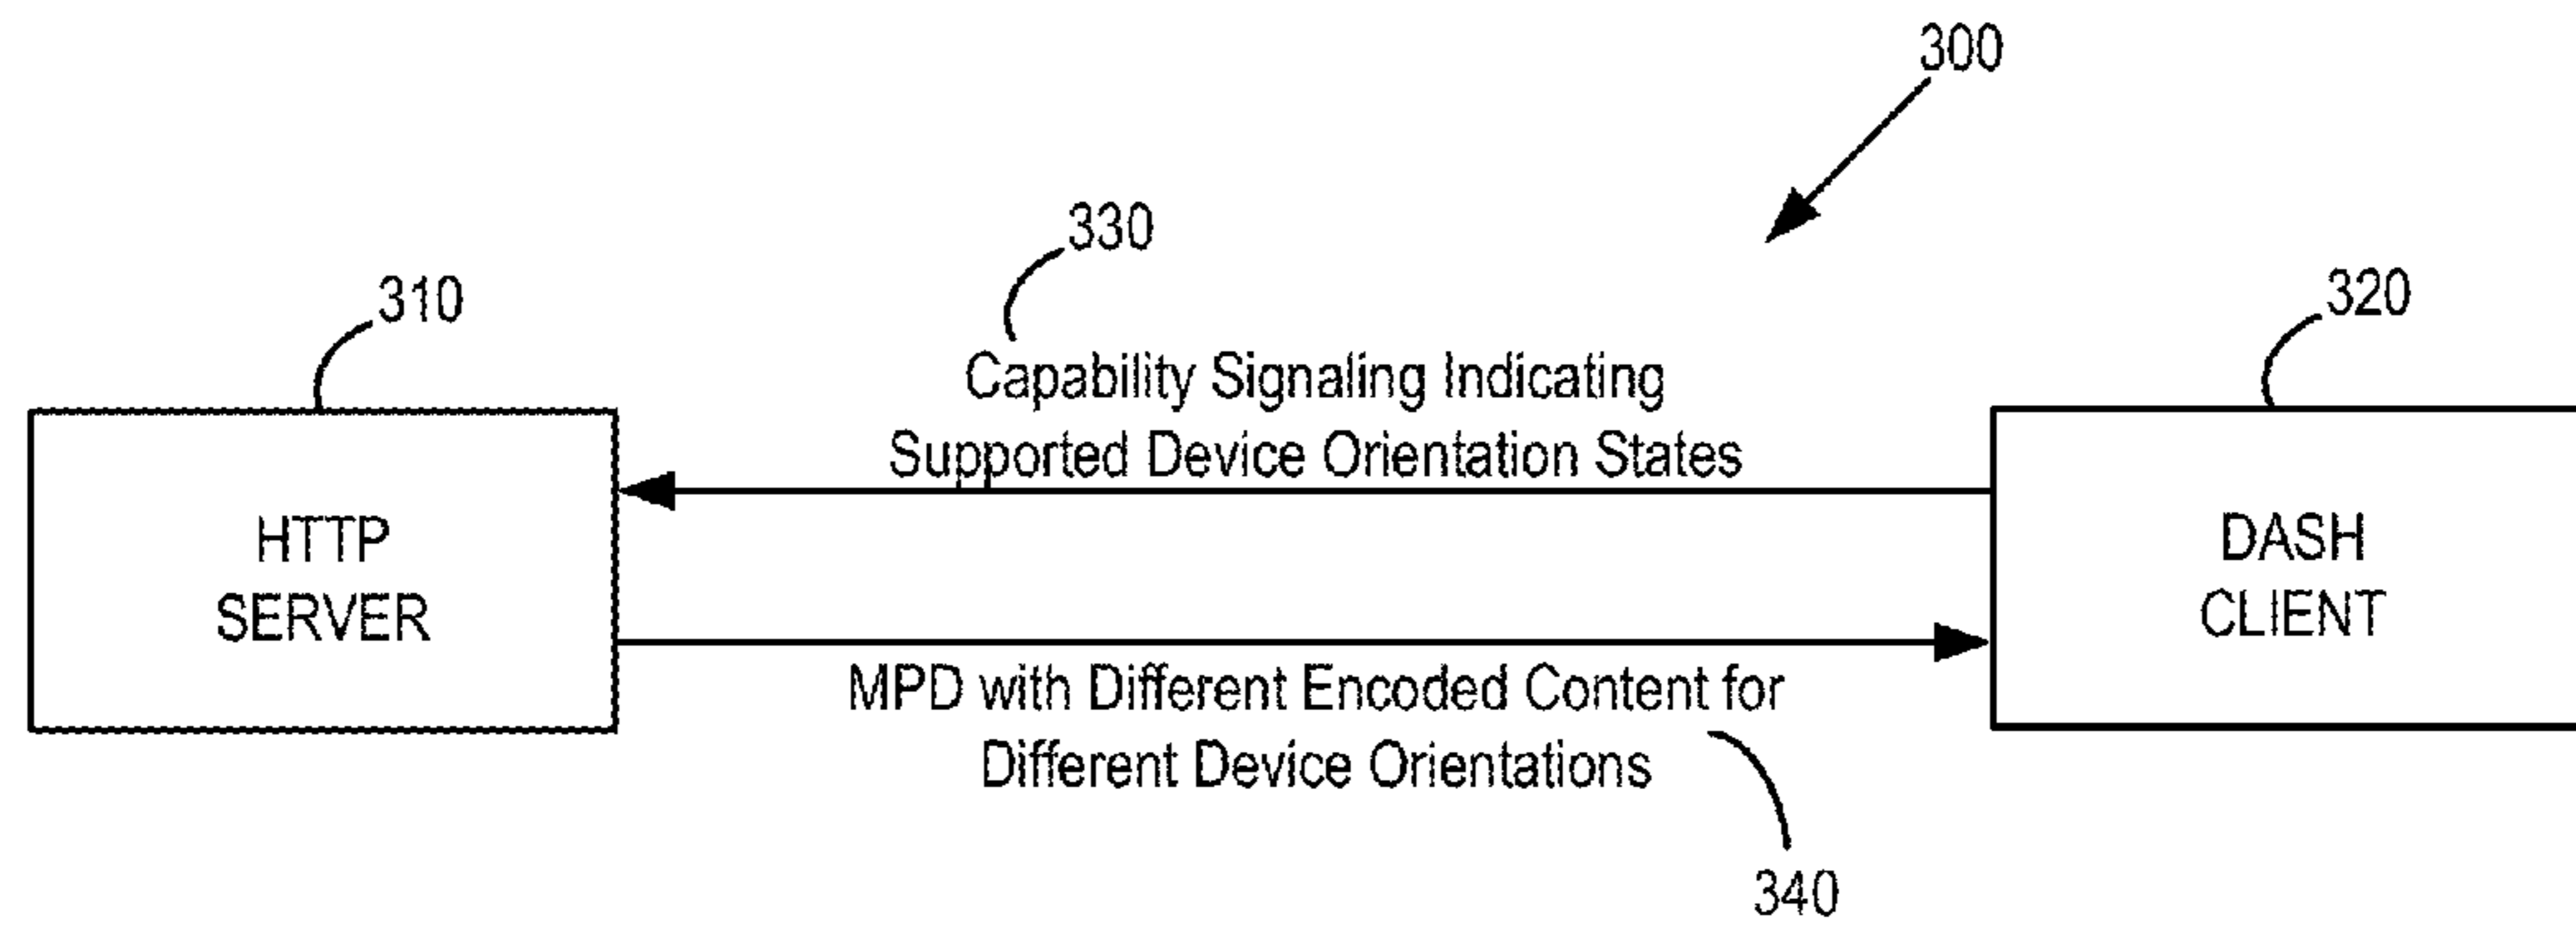 300
330
310
320
Capability Signaling Indicating
Supported Device Orientation States
HTTP
SERVER
DASH
CLIENT
MPD with Different Encoded Content for
Different Device Orientations
340